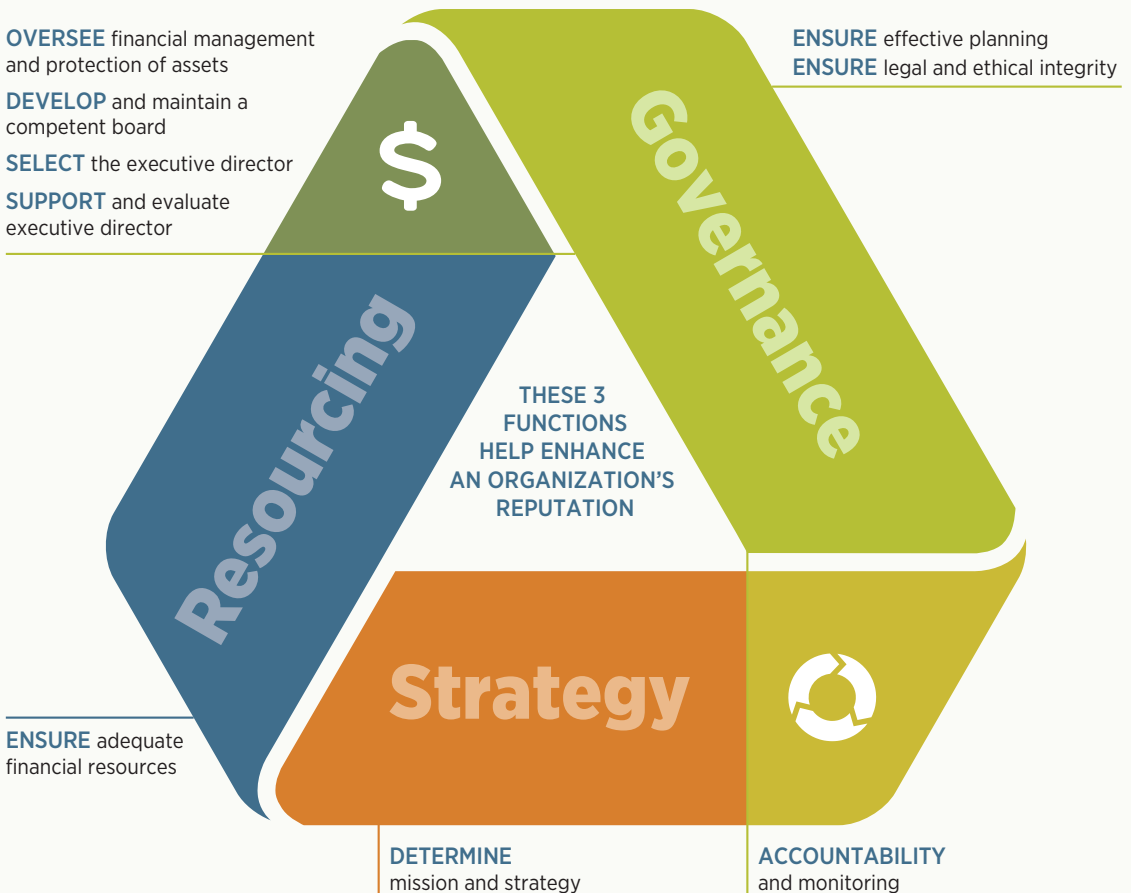 OVERSEE financial management
and protection of assets
DEVELOP and maintain a
competent board
SELECT the executive director
SUPPORT and evaluate
executive director
$
ENSURE effective planning
ENSURE legal and ethical integrity
Governance
Resourcing
THESE 3
FUNCTIONS
HELP ENHANCE
AN ORGANIZATION’S
REPUTATION
Strategy
ENSURE adequate
financial resources
DETERMINE
mission and strategy
ACCOUNTABILITY
and monitoring